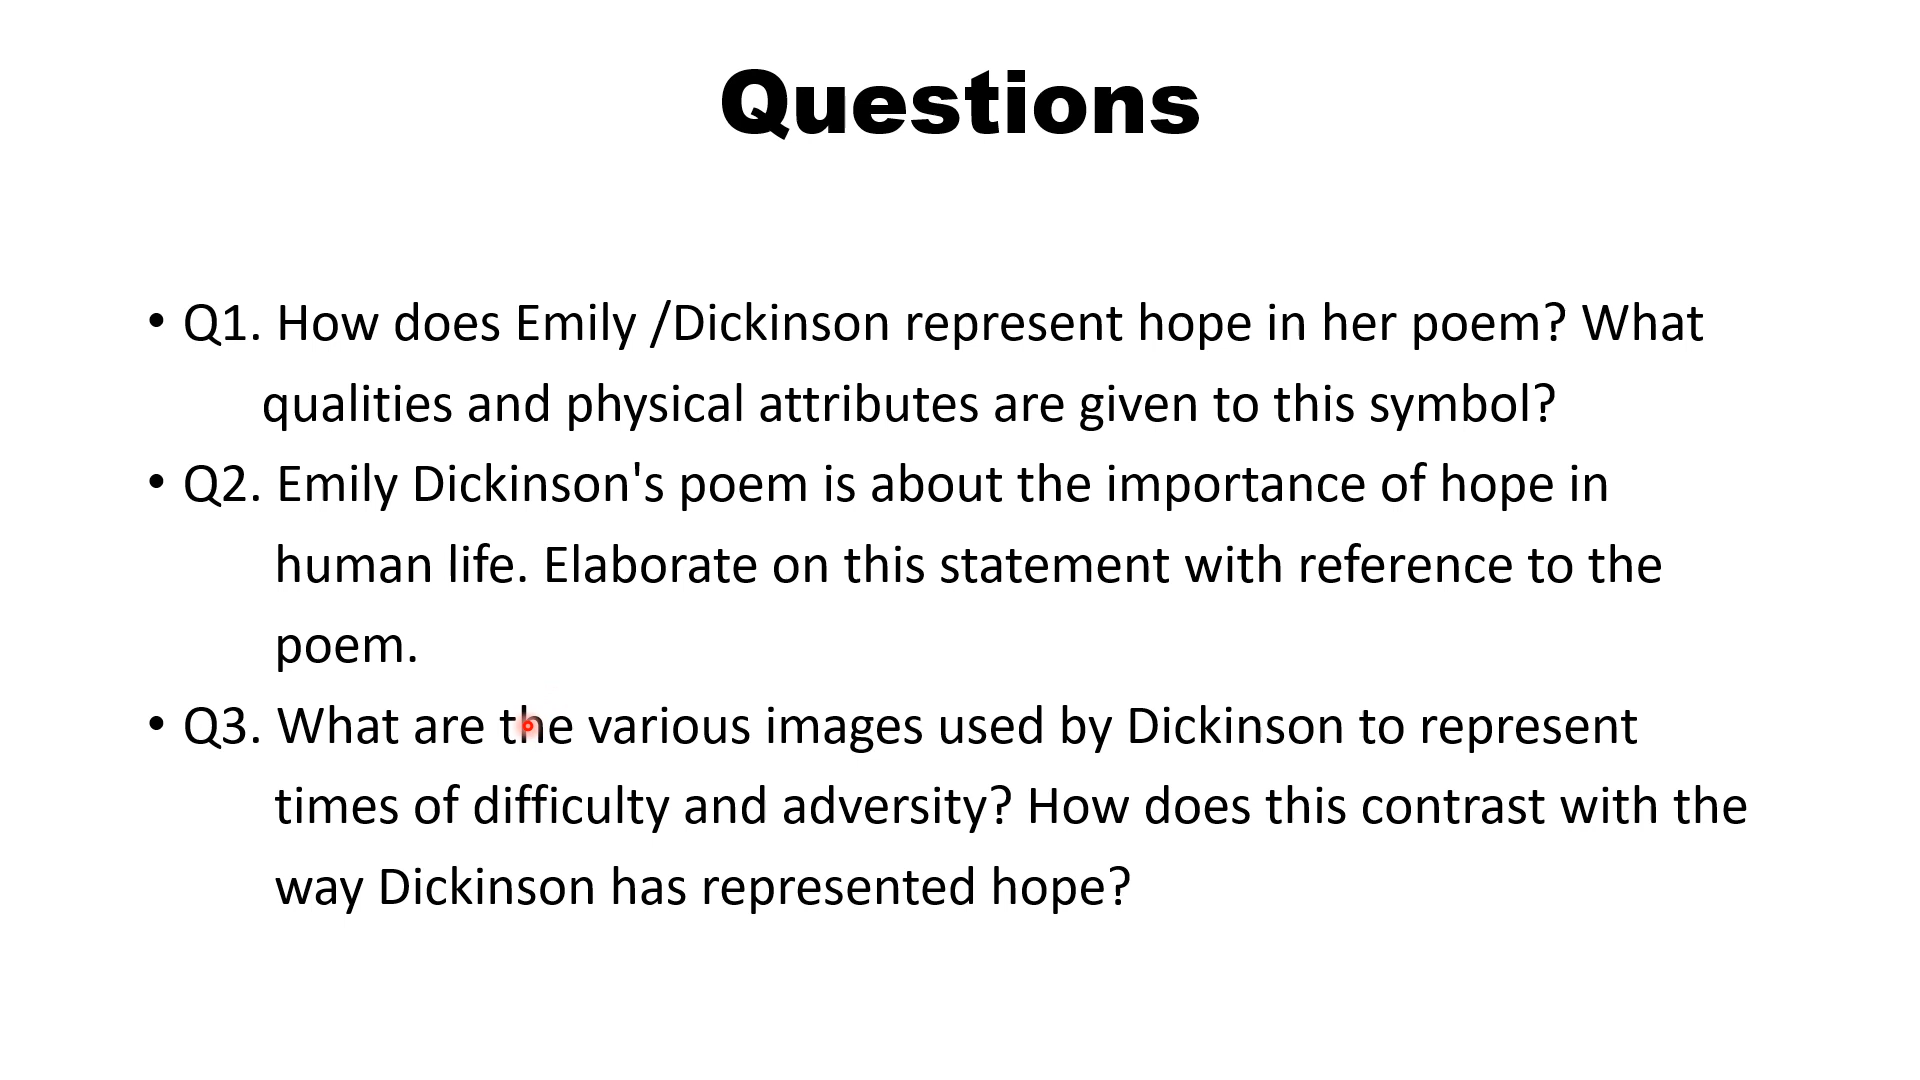 Questions
• Q1. How does Emily /Dickinson represent hope in her poem? What
qualities and physical attributes are given to this symbol?
• Q2. Emily Dickinson's poem is about the importance of hope in
human life. Elaborate on this statement with reference to the
poem.
• Q3. What are the various images used by Dickinson to represent
times of difficulty and adversity? How does this contrast with the
way Dickinson has represented hope?